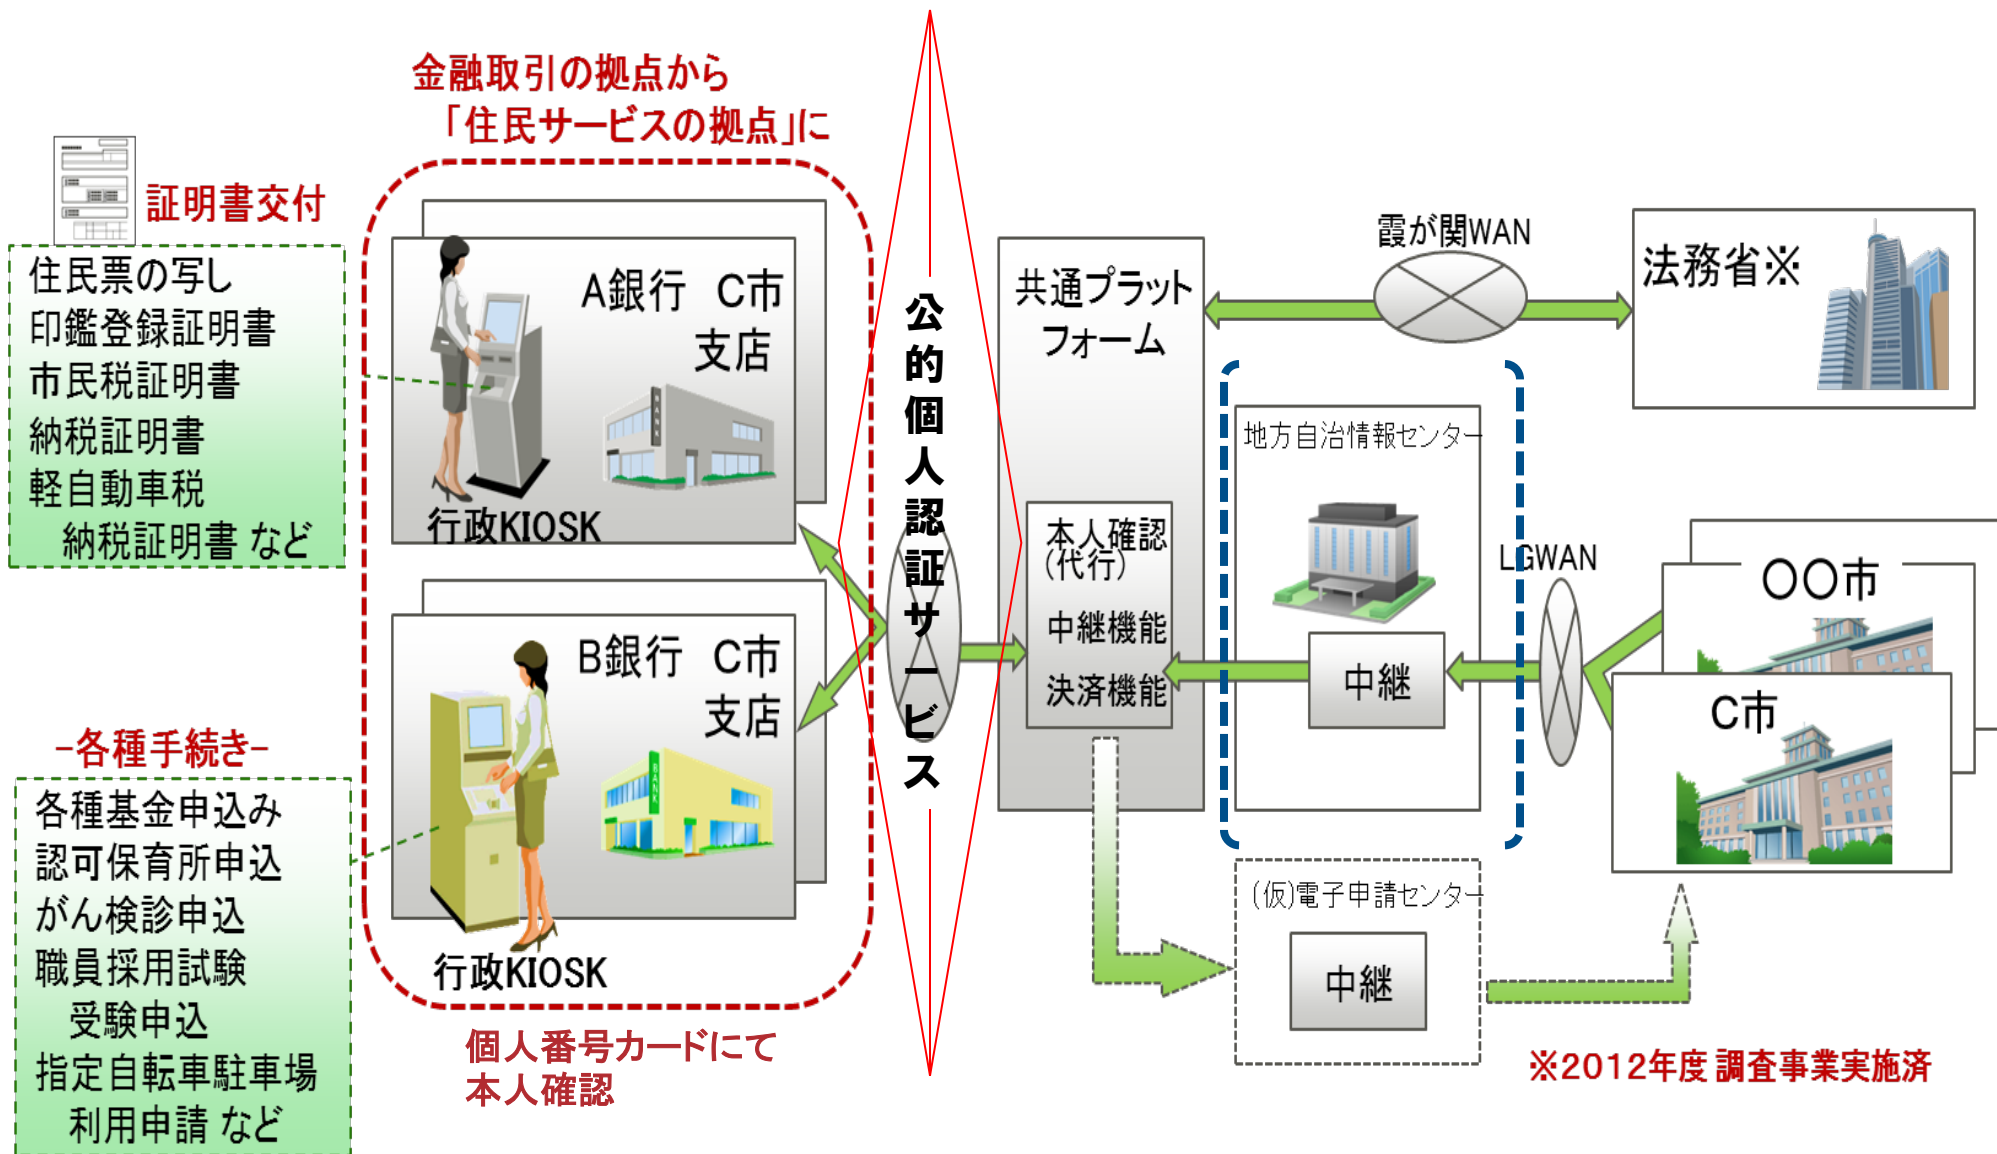 金融取引の拠点から
「住民サービスの拠点」に
証明書交付
住民票の写し
印鑑登録証明書
市民税証明書
納税証明書
軽自動車税
納税証明書 など
A銀行 C市
支店
BANK
行政KIOSK
B銀行 C市
支店
BANK
行政KIOSK
-各種手続き-
各種基金申込み
認可保育所申込
がん検診申込
職員採用試験
受験申込
指定自転車駐車場
利用申請 など
個人番号カードにて
本人確認
公的個人認証サービス
共通プラット
フォーム
本人確認
(代行)
中継機能
決済機能
霞が関WAN
法務省※
地方自治情報センター
中継
LGWAN
〇〇市
C市
(仮)電子申請センター
中継
※2012年度 調査事業実施済